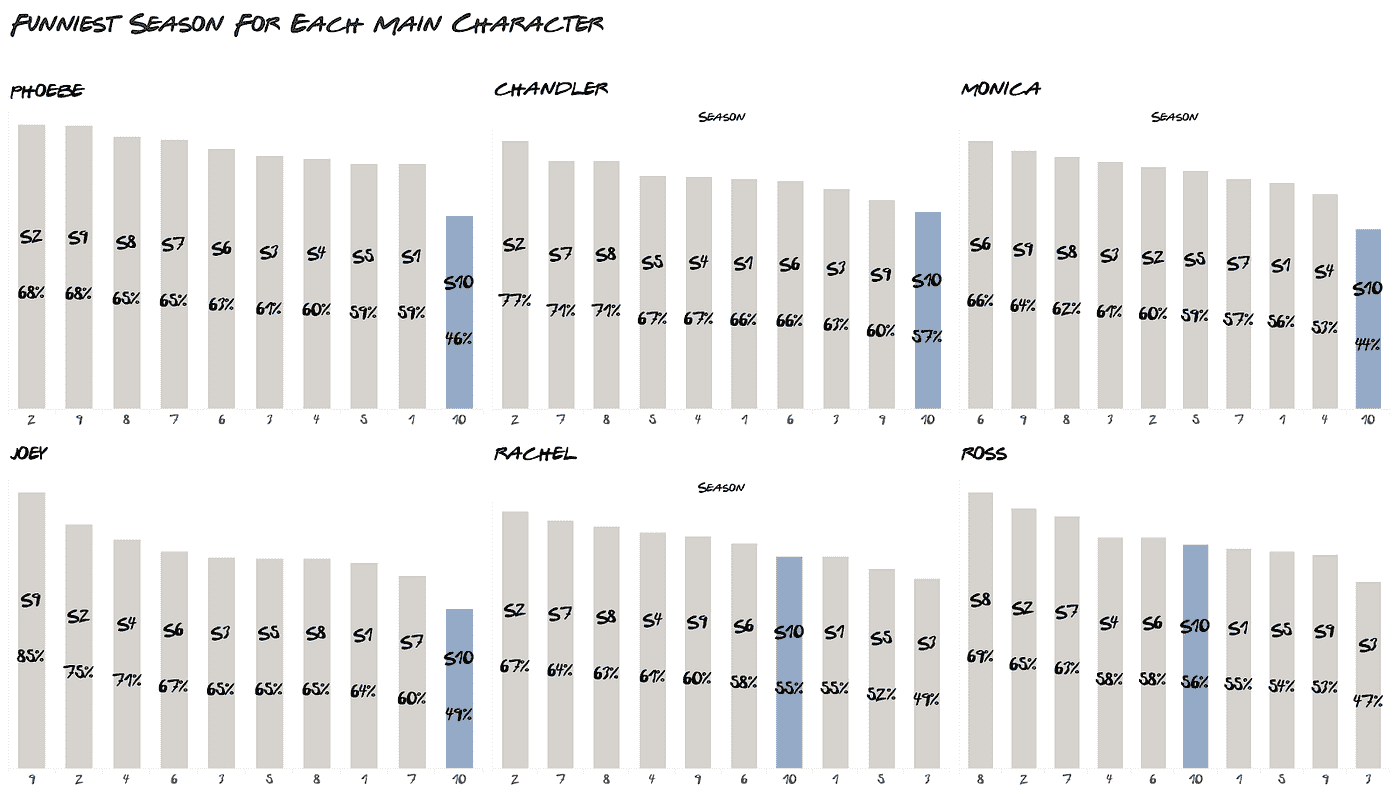 FUNNIEST SEASON FOR EACH MAIN CHARACTER
PHOEBE
S2 S9 S8 S7 S6 S3 S4 S5 S1 S10
68% 68% 65% 65% 63% 61% 60% 59% 59% 46%
2 9 8 7 6 3 4 5 1 10
CHANDLER
SEASON
S2 S7 S8 S5 S4 S1 S6 S3 S9 S10
77% 71% 71% 67% 67% 66% 66% 63% 60% 57%
2 7 8 5 4 1 6 3 9 10
MONICA
SEASON
S6 S9 S8 S3 S2 S5 S7 S1 S4 S10
66% 64% 62% 61% 60% 59% 57% 56% 53% 44%
6 9 8 3 2 5 7 1 4 10
JOEY
S9 S2 S4 S6 S3 S5 S8 S1 S7 S10
85% 75% 71% 67% 65% 65% 65% 64% 60% 49%
9 2 4 6 3 5 8 1 7 10
RACHEL
SEASON
S2 S7 S8 S4 S9 S6 S10 S1 S5 S3
67% 64% 63% 61% 60% 58% 55% 55% 52% 49%
2 7 8 4 9 6 10 1 5 3
ROSS
S8 S2 S7 S4 S6 S10 S1 S5 S9 S3
69% 65% 63% 58% 58% 56% 55% 54% 53% 47%
8 2 7 4 6 10 1 5 9 3